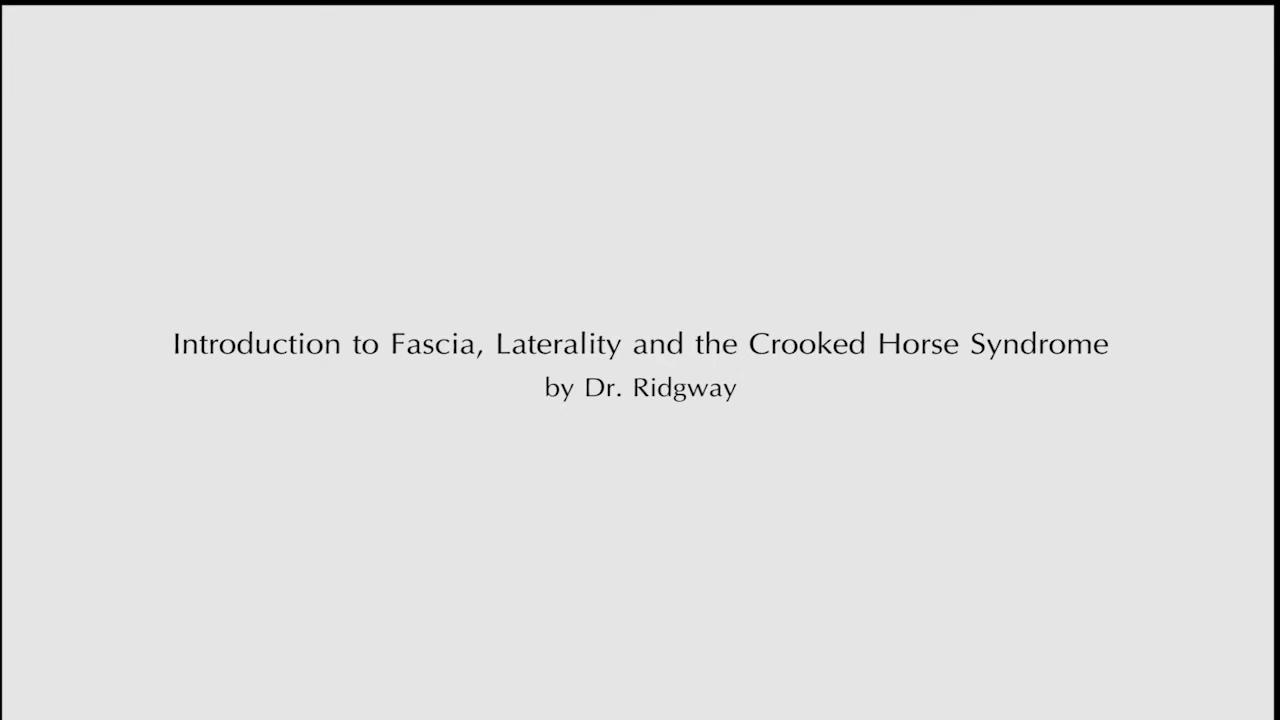 Introduction to Fascia, Laterality and the Crooked Horse Syndrome
by Dr. Ridgway